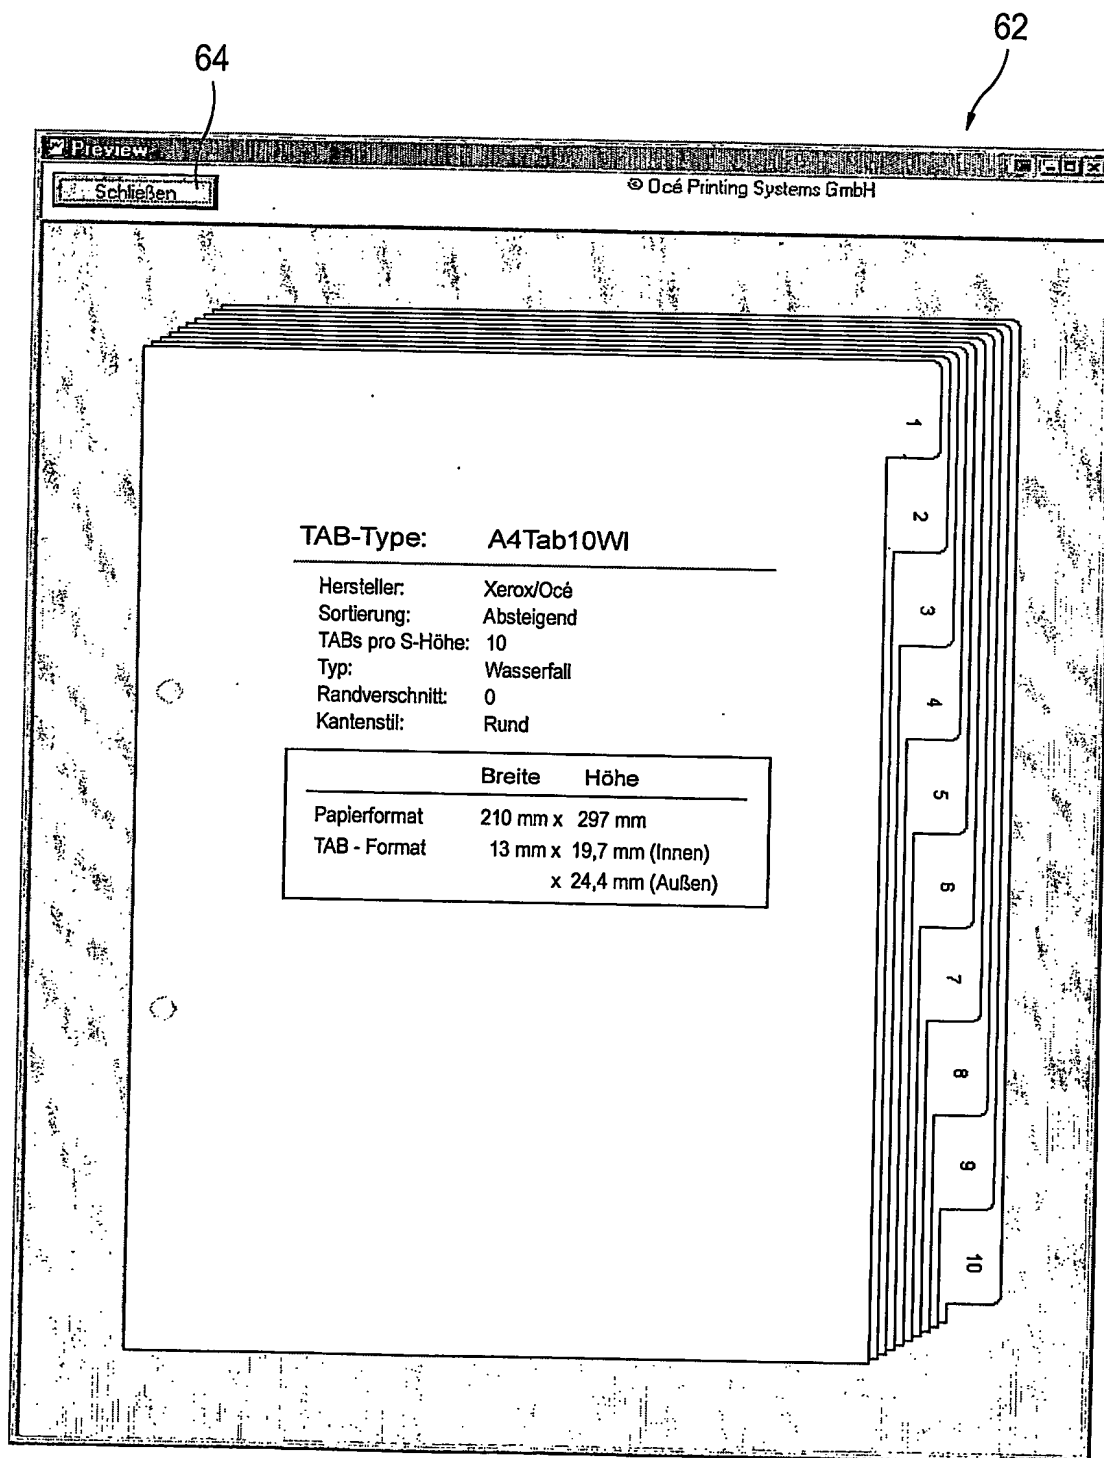 62
64
Preview
Schließen
© Océ Printing Systems GmbH
1
2
3
4
5
6
7
8
9
10
TAB-Type: A4Tab10WI
Hersteller: Xerox/Océ
Sortierung: Absteigend
TABs pro S-Höhe: 10
Typ: Wasserfall
Randverschnitt: 0
Kantenstil: Rund
Breite Höhe
Papierformat 210 mm x 297 mm
TAB - Format 13 mm x 19,7 mm (Innen)
x 24,4 mm (Außen)